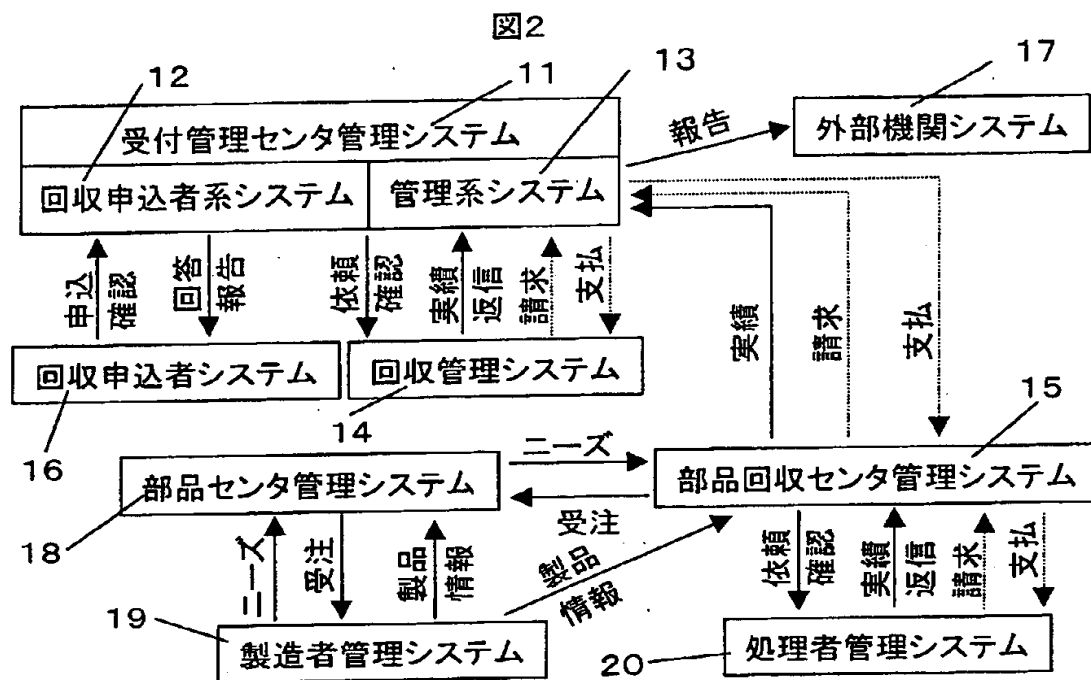 図2
12
11
13
17
受付管理センタ管理システム
回収申込者系システム
管理系システム
報告
外部機関システム
申込
確認
回答
報告
依頼
確認
実績
返信
請求
支払
実績
請求
支払
回収申込者システム
回収管理システム
16
14
15
部品センタ管理システム
ニーズ
受注
部品回収センタ管理システム
18
ニーズ
受注
製品
情報
製品
情報
依頼
確認
実績
返信
請求
支払
19
製造者管理システム
20
処理者管理システム